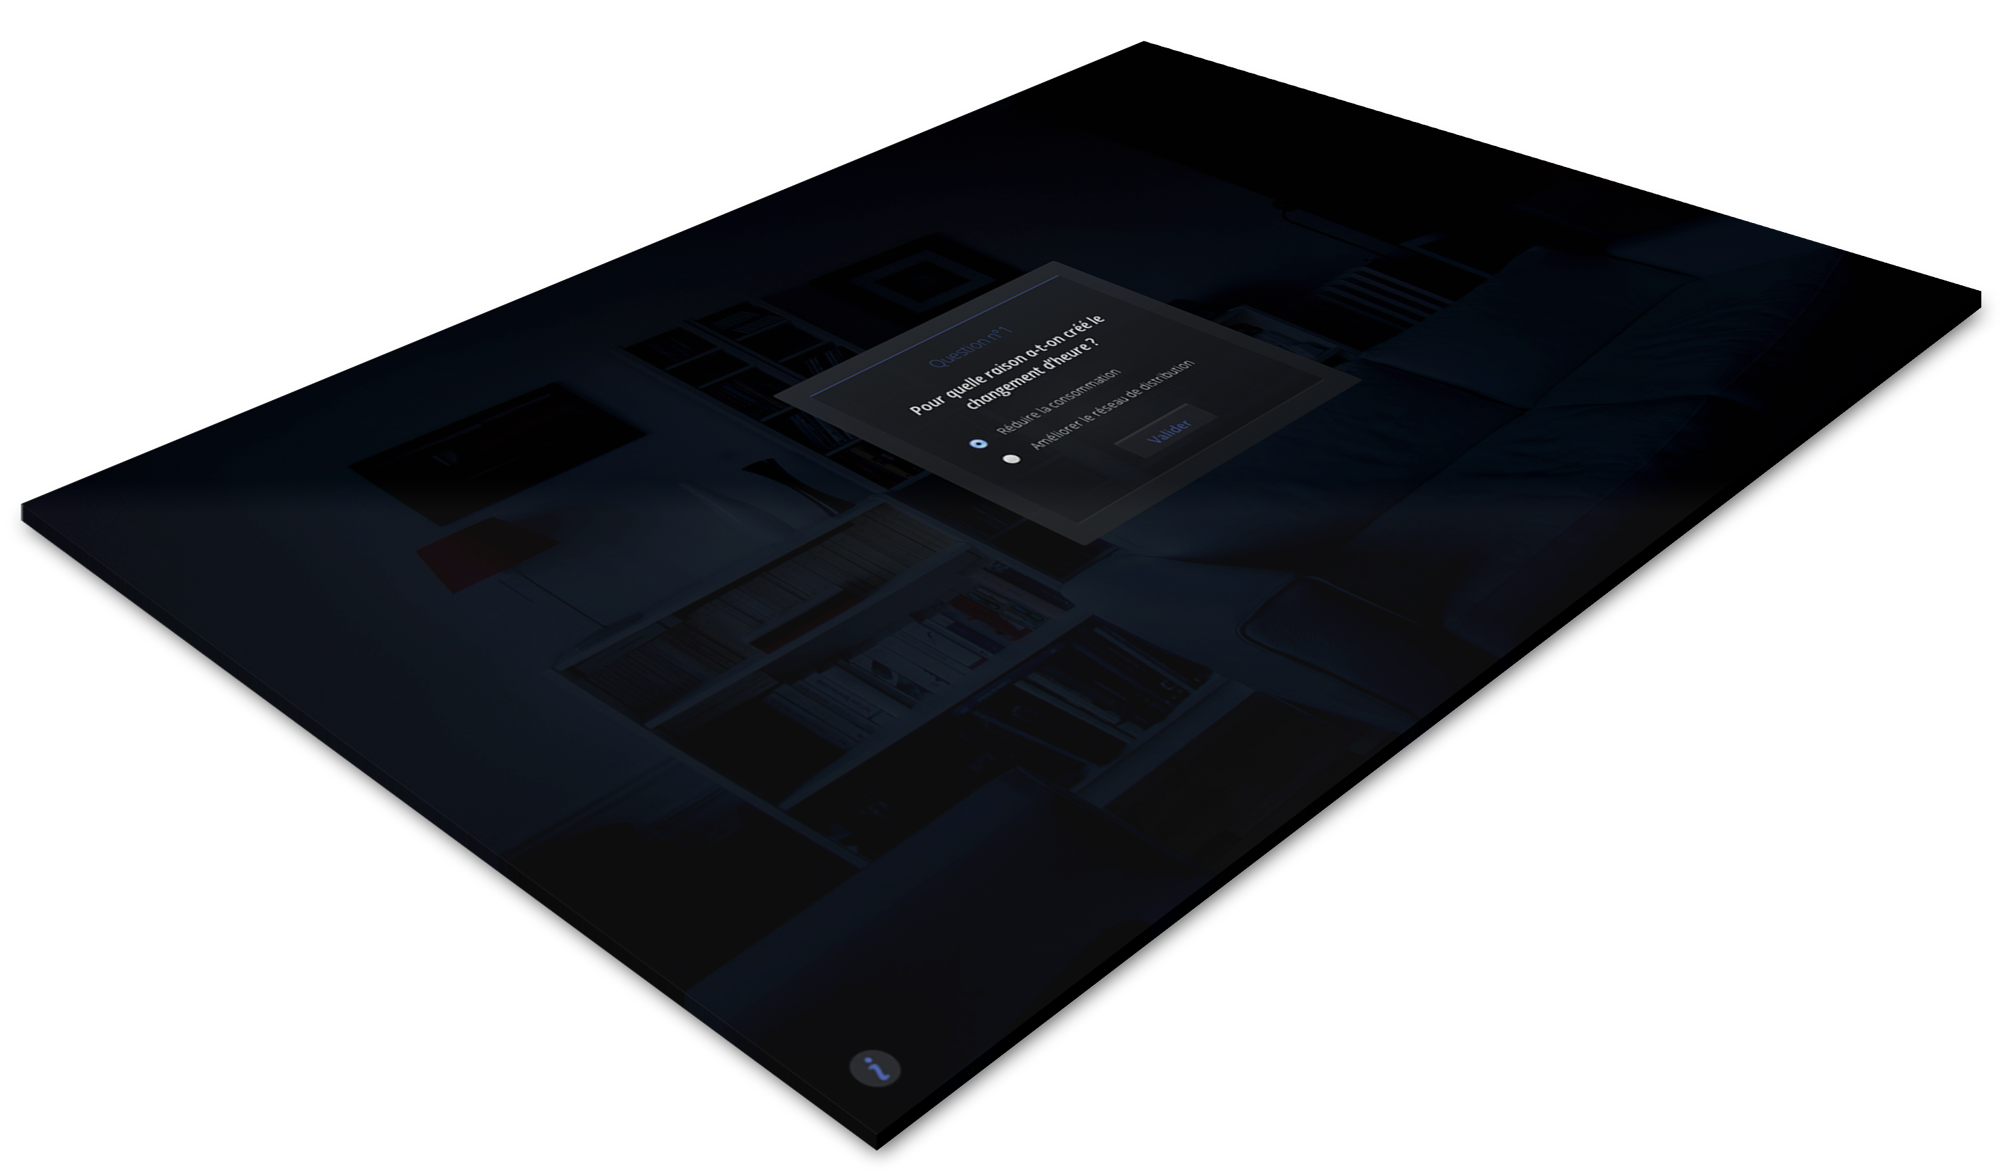 Question n°1
Pour quelle raison a-t-on créé le
changement d'heure ?
Réduire la consommation
Améliorer le réseau de distribution
Valider
i